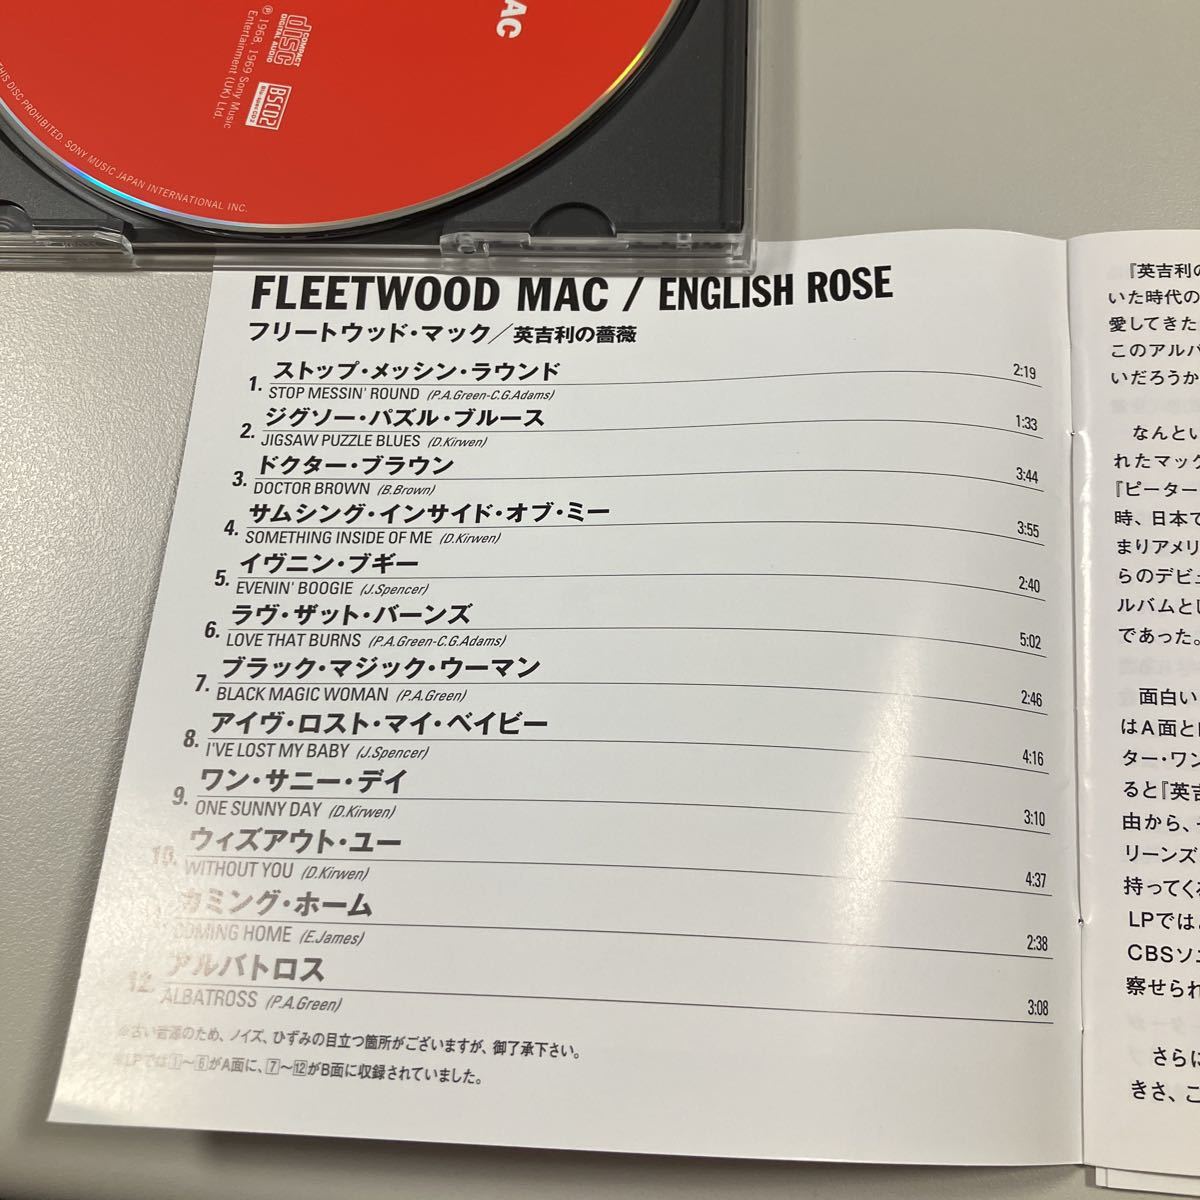 AC
COMPACT
disc
DIGITAL AUDIO
BSCD2
℗ 1968, 1969 Sony Music
Entertainment (UK) Ltd.
THIS DISC PROHIBITED. SONY MUSIC JAPAN INTERNATIONAL INC.
FLEETWOOD MAC / ENGLISH ROSE
フリートウッド・マック／英吉利の薔薇
1. ストップ・メッシン・ラウンド 2:19
STOP MESSIN' ROUND (P.A.Green-C.G.Adams)
2. ジグソー・パズル・ブルース 1:33
JIGSAW PUZZLE BLUES (D.Kirwen)
3. ドクター・ブラウン 3:44
DOCTOR BROWN (B.Brown)
4. サムシング・インサイド・オブ・ミー 3:55
SOMETHING INSIDE OF ME (D.Kirwen)
5. イヴニン・ブギー 2:40
EVENIN' BOOGIE (J.Spencer)
6. ラヴ・ザット・バーンズ 5:02
LOVE THAT BURNS (P.A.Green-C.G.Adams)
7. ブラック・マジック・ウーマン 2:46
BLACK MAGIC WOMAN (P.A.Green)
8. アイヴ・ロスト・マイ・ベイビー 4:16
I'VE LOST MY BABY (J.Spencer)
9. ワン・サニー・デイ 3:10
ONE SUNNY DAY (D.Kirwen)
10. ウィズアウト・ユー 4:37
WITHOUT YOU (D.Kirwen)
カミング・ホーム 2:38
COMING HOME (E.James)
12. アルバトロス 3:08
ALBATROSS (P.A.Green)
※古い音源のため、ノイズ、ひずみの目立つ箇所がございますが、御了承下さい。
※LPでは1〜6がA面に、7〜12がB面に収録されていました。
『英吉利の
いた時代の
愛してきた
このアルバ
いだろうか
なんとい
れたマック
『ピーター
時、日本で
まりアメリ
らのデビュ
ルバムとし
であった。
面白い
はA面と
ター・ワン
ると『英吉
由から、
リーンズ
持ってくる
LPでは
CBSソニ
察せられ
さらに
きさ、こ